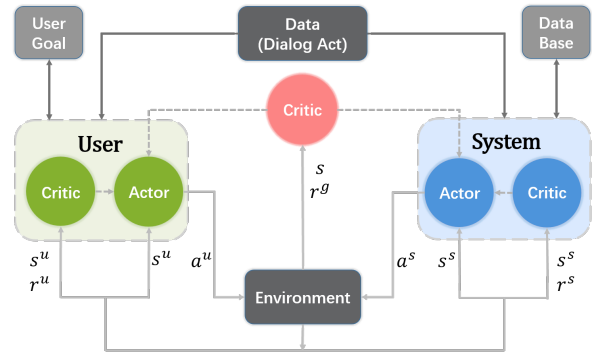 User
Goal
Data
(Dialog Act)
Data
Base
Critic
User
System
Critic
Actor
Actor
Critic
s
r^g
s^u
r^u
s^u
a^u
a^s
s^s
s^s
r^s
Environment